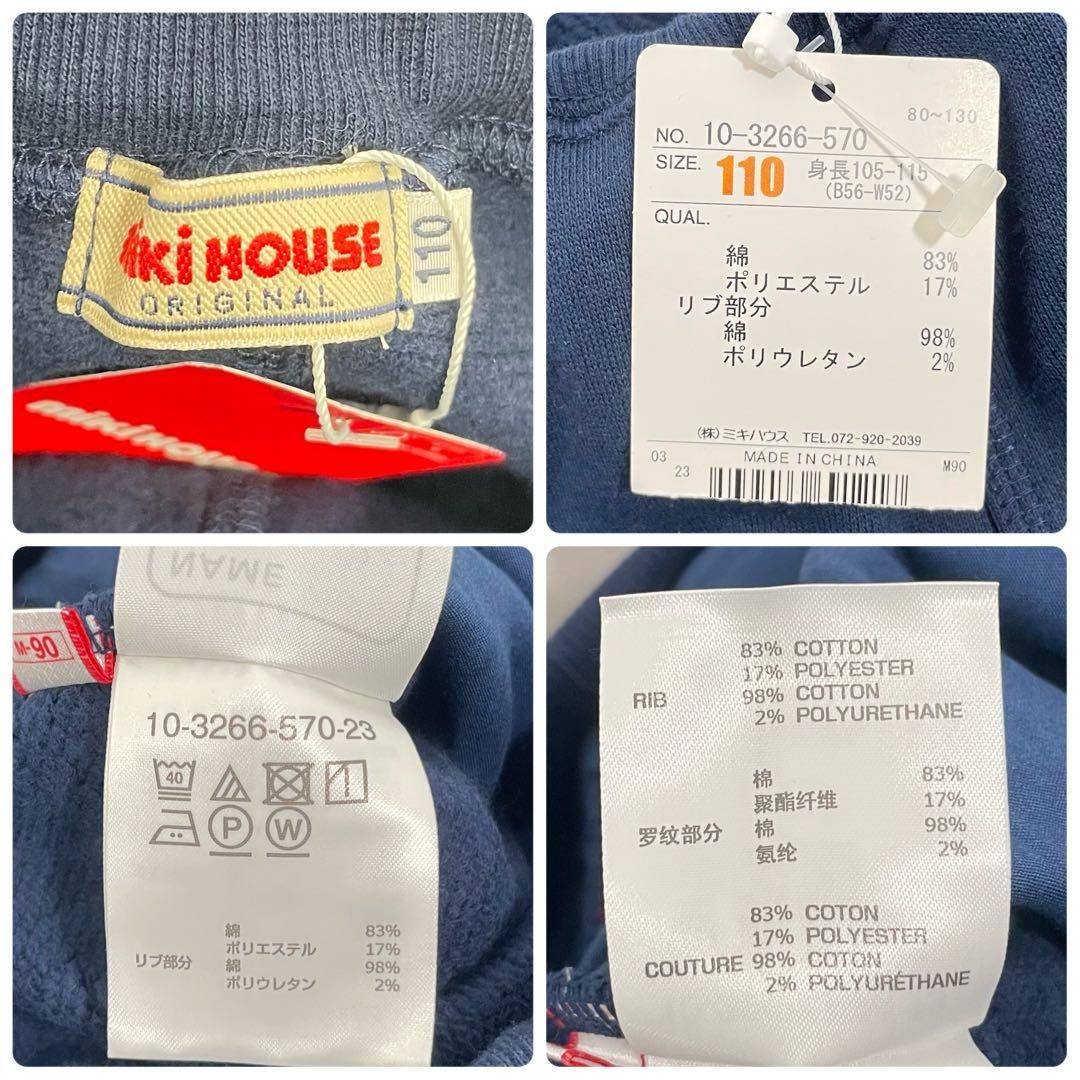 miki HOUSE
ORIGINAL
110
miki HOUSE
80~130
NO. 10-3266-570
SIZE. 110 身長105-115
(B56-W52)
QUAL.
綿 83%
ポリエステル 17%
リブ部分
綿 98%
ポリウレタン 2%
(株)ミキハウス TEL.072-920-2039
03 MADE IN CHINA M90
23
NAME
M-90
10-3266-570-23
40
P W
綿 83%
ポリエステル 17%
リブ部分 綿 98%
ポリウレタン 2%
83% COTTON
17% POLYESTER
RIB 98% COTTON
2% POLYURETHANE
棉 83%
聚酯纤维 17%
罗纹部分 棉 98%
氨纶 2%
83% COTON
17% POLYESTER
COUTURE 98% COTON
2% POLYURÉTHANE